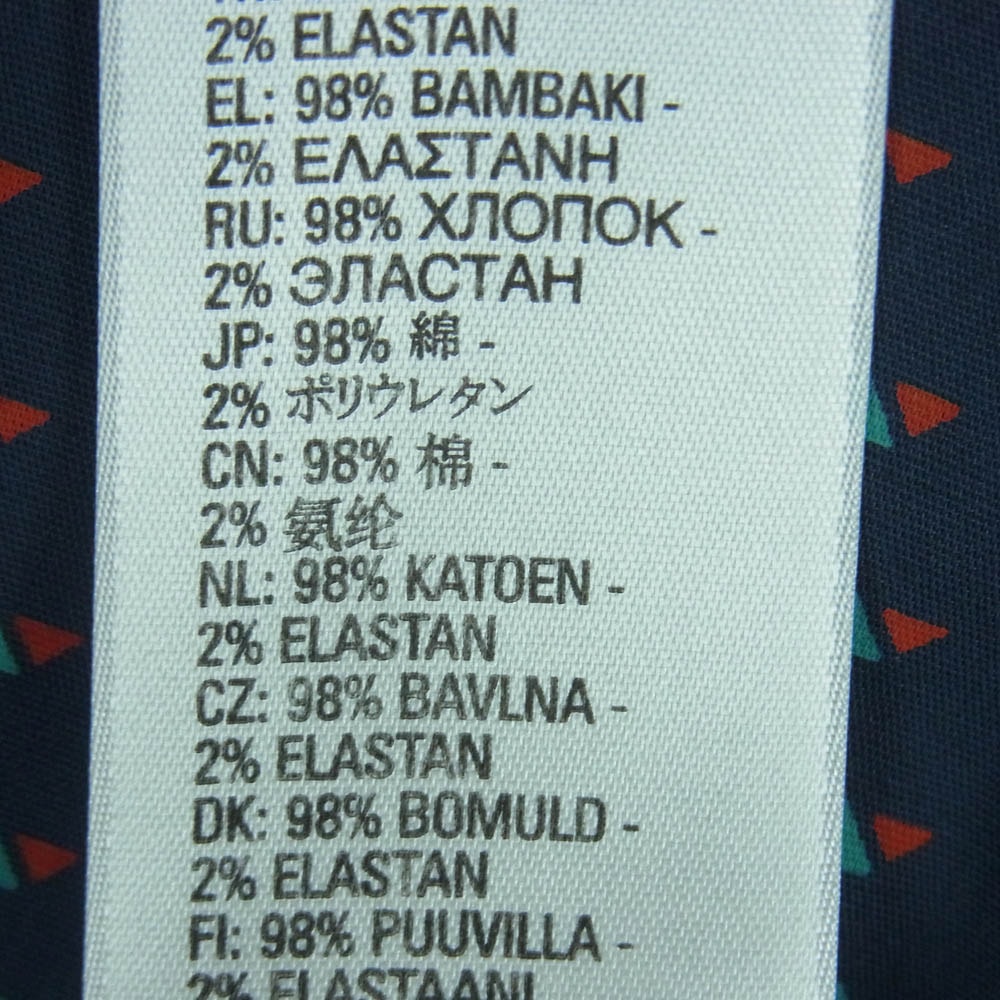 2% ELASTAN
EL: 98% BAMBAKI -
2% ΕΛΑΣΤΑΝΗ
RU: 98% ХЛОПОК -
2% ЭЛАСТАН
JP: 98% 綿 -
2% ポリウレタン
CN: 98% 棉 -
2% 氨纶
NL: 98% KATOEN -
2% ELASTAN
CZ: 98% BAVLNA -
2% ELASTAN
DK: 98% BOMULD -
2% ELASTAN
FI: 98% PUUVILLA -
2% ELASTAANI